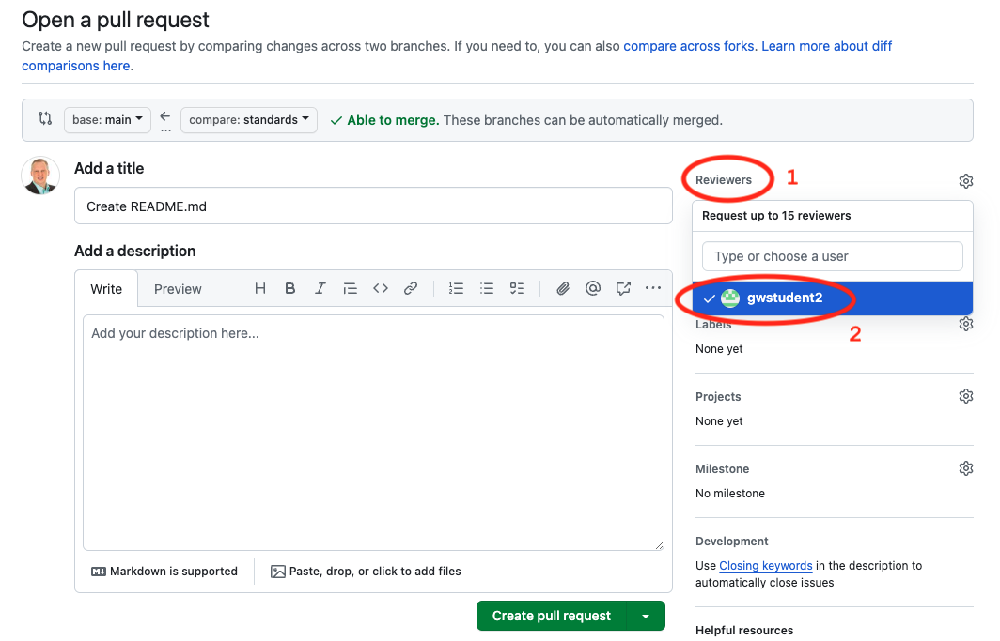 Open a pull request
Create a new pull request by comparing changes across two branches. If you need to, you can also compare across forks. Learn more about diff
comparisons here.
base: main
compare: standards
Able to merge. These branches can be automatically merged.
Add a title
Create README.md
Add a description
Write
Preview
Add your description here...
Markdown is supported
Paste, drop, or click to add files
Create pull request
Reviewers
1
Request up to 15 reviewers
Type or choose a user
gwstudent2
2
Labels
None yet
Projects
None yet
Milestone
No milestone
Development
Use Closing keywords in the description to
automatically close issues
Helpful resources